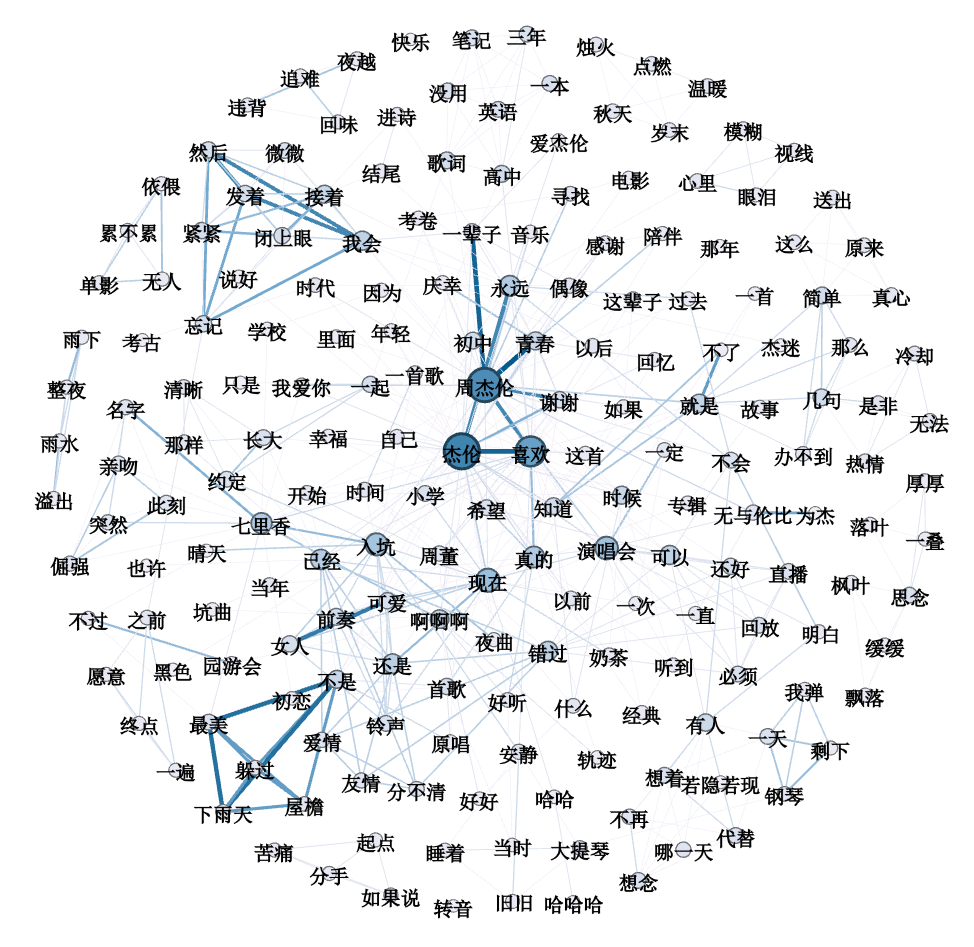 快乐 笔记 三年 烛火
夜越 点燃
追难 没用 一本 温暖
违背 回味 进诗 英语 秋天 岁末 模糊
然后 微微 结尾 歌词 高中 爱杰伦 视线
依偎 发着 接着 寻找 电影 心里 眼泪 送出
累不累 紧紧 闭上眼 我会 考卷 一辈子 音乐 感谢 陪伴 那年 这么 原来
单影 无人 说好 时代 因为 庆幸 永远 偶像 这辈子 过去 一首 简单 真心
雨下 考古 忘记 学校 里面 年轻 初中 青春 以后 回忆 不了 杰迷 那么 冷却
整夜 清晰 只是 我爱你 一起 一首歌 周杰伦 谢谢 如果 就是 故事 几句 是非
名字 无法
雨水 亲吻 那样 长大 幸福 自己 杰伦 喜欢 这首 一定 不会 办不到 热情
溢出 此刻 约定 开始 时间 小学 希望 知道 时候 专辑 无与伦比 为杰 厚厚
突然 七里香 落叶
倔强 也许 晴天 已经 入坑 周董 真的 演唱会 可以 还好 直播 一叠
当年 现在 枫叶 思念
不过 之前 坑曲 前奏 可爱 啊啊啊 以前 一次 一直 回放 明白
女人 夜曲 错过 奶茶 缓缓
愿意 黑色 园游会 不是 还是 首歌 听到 必须
初恋 好听 什么 经典 我弹 飘落
终点 最美 爱情 铃声 原唱 安静 轨迹 有人 一天 剩下
一遍 躲过 友情 分不清 想着 若隐若现 钢琴
下雨天 屋檐 好好 哈哈 不再
苦痛 起点 睡着 当时 大提琴 哪一天 代替
分手 想念
如果说 转音 旧旧 哈哈哈